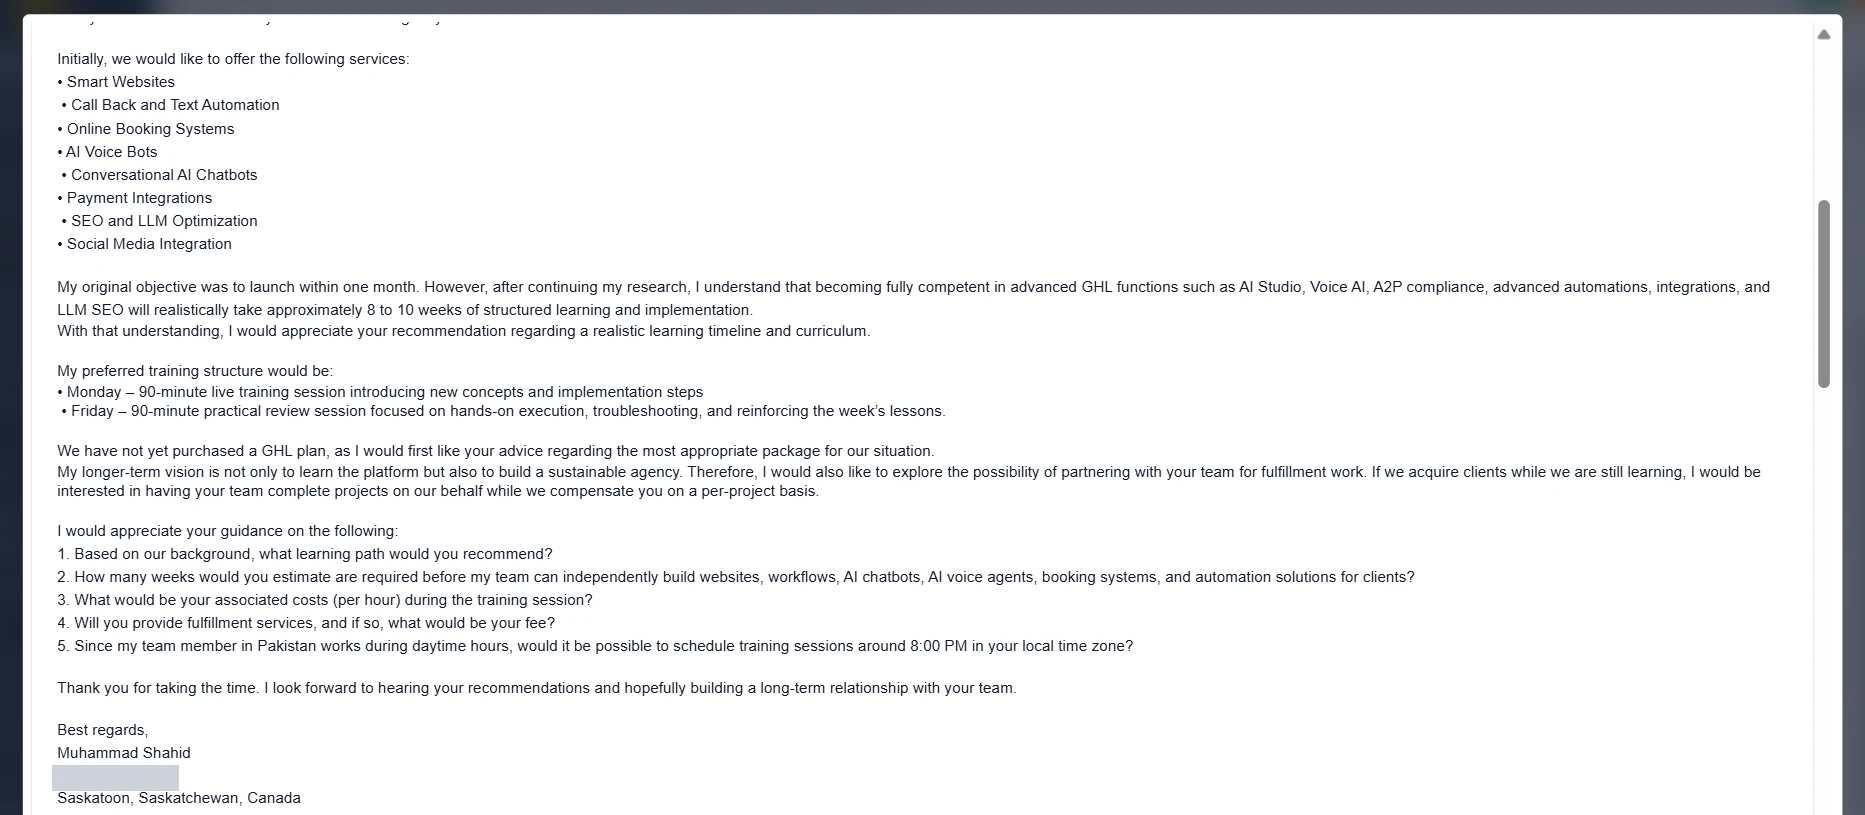 Initially, we would like to offer the following services:
• Smart Websites
• Call Back and Text Automation
• Online Booking Systems
• AI Voice Bots
• Conversational AI Chatbots
• Payment Integrations
• SEO and LLM Optimization
• Social Media Integration
My original objective was to launch within one month. However, after continuing my research, I understand that becoming fully competent in advanced GHL functions such as AI Studio, Voice AI, A2P compliance, advanced automations, integrations, and
LLM SEO will realistically take approximately 8 to 10 weeks of structured learning and implementation.
With that understanding, I would appreciate your recommendation regarding a realistic learning timeline and curriculum.
My preferred training structure would be:
• Monday – 90-minute live training session introducing new concepts and implementation steps
• Friday – 90-minute practical review session focused on hands-on execution, troubleshooting, and reinforcing the week’s lessons.
We have not yet purchased a GHL plan, as I would first like your advice regarding the most appropriate package for our situation.
My longer-term vision is not only to learn the platform but also to build a sustainable agency. Therefore, I would also like to explore the possibility of partnering with your team for fulfillment work. If we acquire clients while we are still learning, I would be
interested in having your team complete projects on our behalf while we compensate you on a per-project basis.
I would appreciate your guidance on the following:
1. Based on our background, what learning path would you recommend?
2. How many weeks would you estimate are required before my team can independently build websites, workflows, AI chatbots, AI voice agents, booking systems, and automation solutions for clients?
3. What would be your associated costs (per hour) during the training session?
4. Will you provide fulfillment services, and if so, what would be your fee?
5. Since my team member in Pakistan works during daytime hours, would it be possible to schedule training sessions around 8:00 PM in your local time zone?
Thank you for taking the time. I look forward to hearing your recommendations and hopefully building a long-term relationship with your team.
Best regards,
Muhammad Shahid
Saskatoon, Saskatchewan, Canada